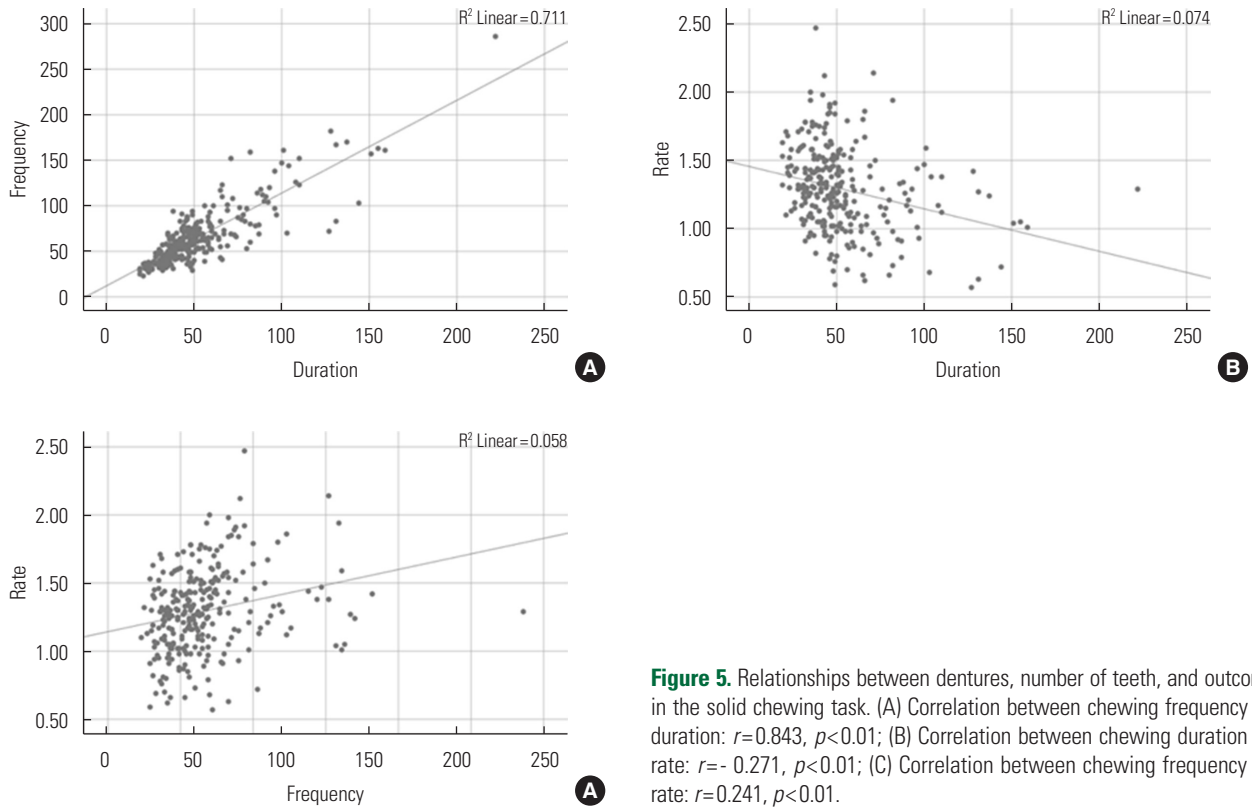 R² Linear=0.711
300
250
200
150
100
50
0
Frequency
0 50 100 150 200 250
Duration
A
R² Linear=0.074
2.50
2.00
1.50
1.00
0.50
Rate
0 50 100 150 200 250
Duration
B
R² Linear=0.058
2.50
2.00
1.50
1.00
0.50
Rate
0 50 100 150 200 250
Frequency
A
Figure 5. Relationships between dentures, number of teeth, and
in the solid chewing task. (A) Correlation between chewing frequency
duration: r=0.843, p<0.01; (B) Correlation between chewing duration
rate: r=- 0.271, p<0.01; (C) Correlation between chewing frequency
rate: r=0.241, p<0.01.